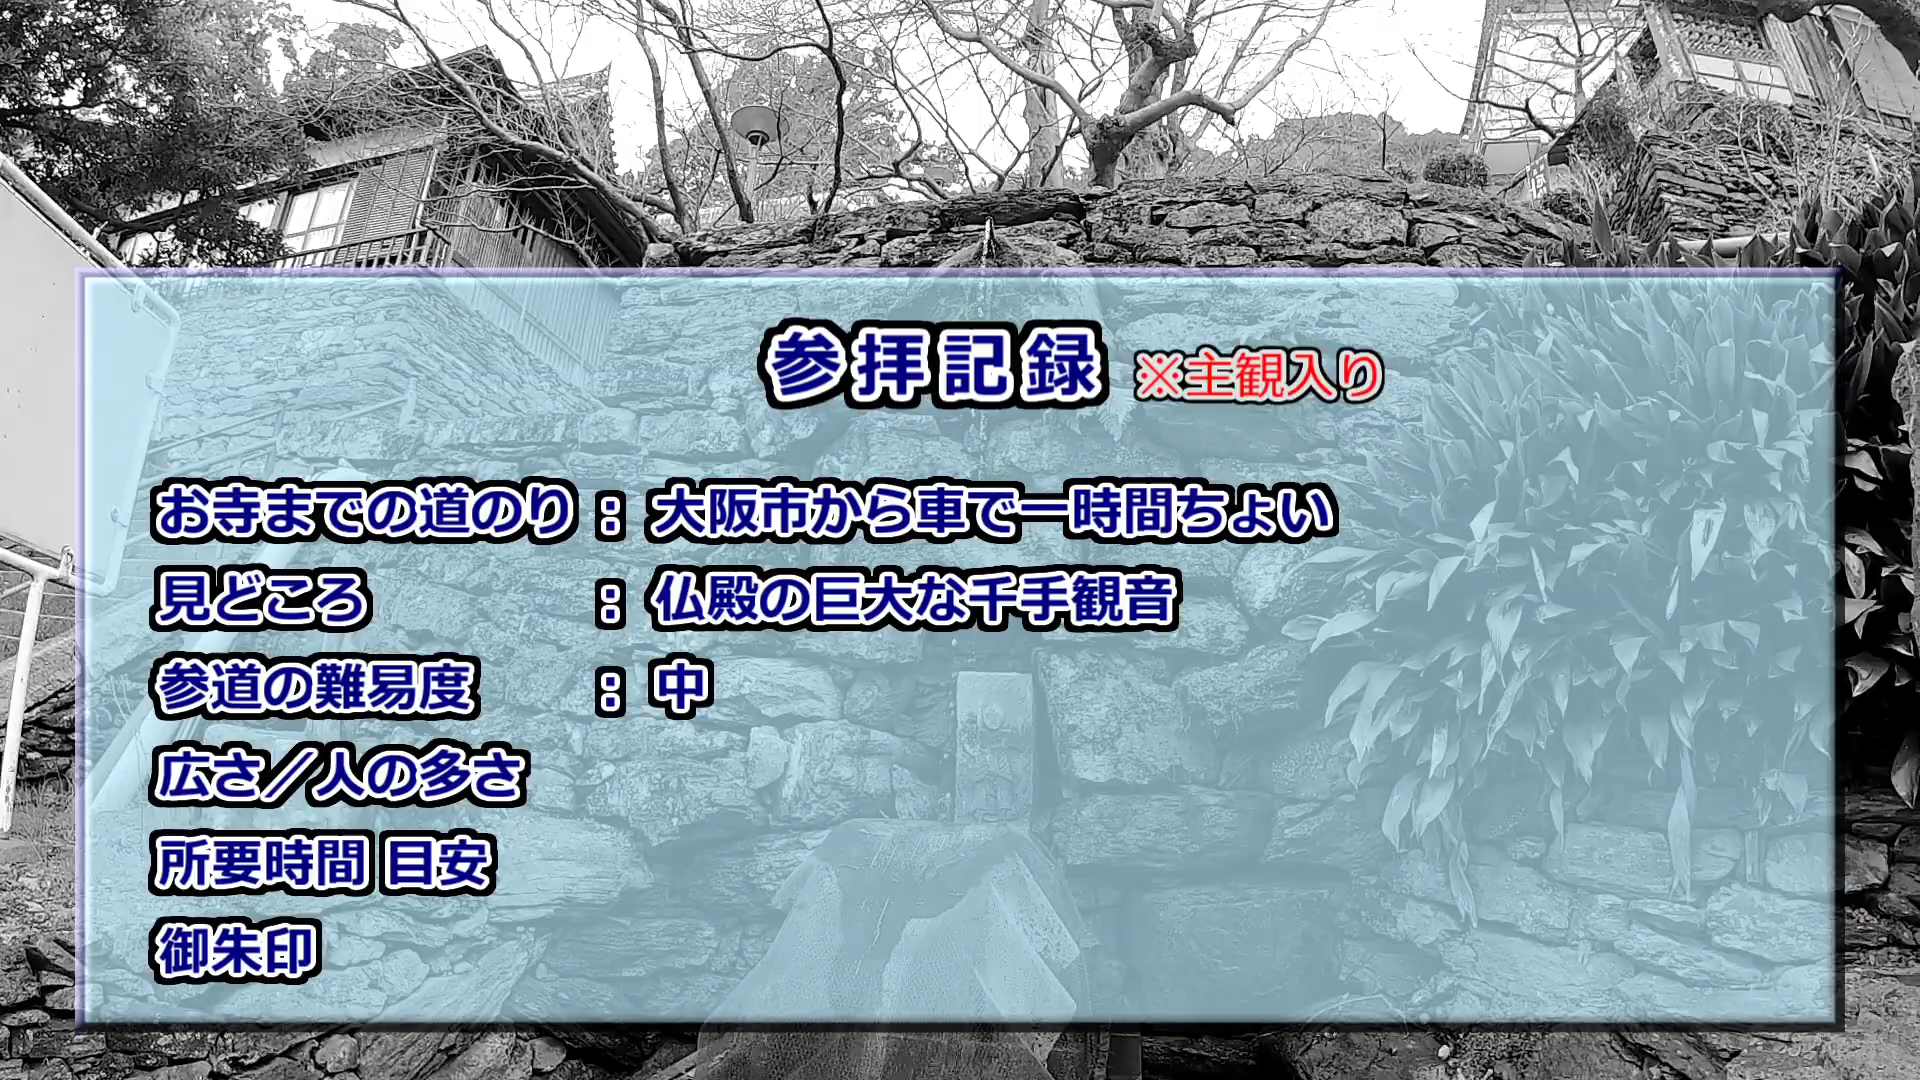 参拝記録 ※主観入り
お寺までの道のり : 大阪市から車で一時間ちょい
見どころ : 仏殿の巨大な千手観音
参道の難易度 : 中
広さ／人の多さ
所要時間 目安
御朱印